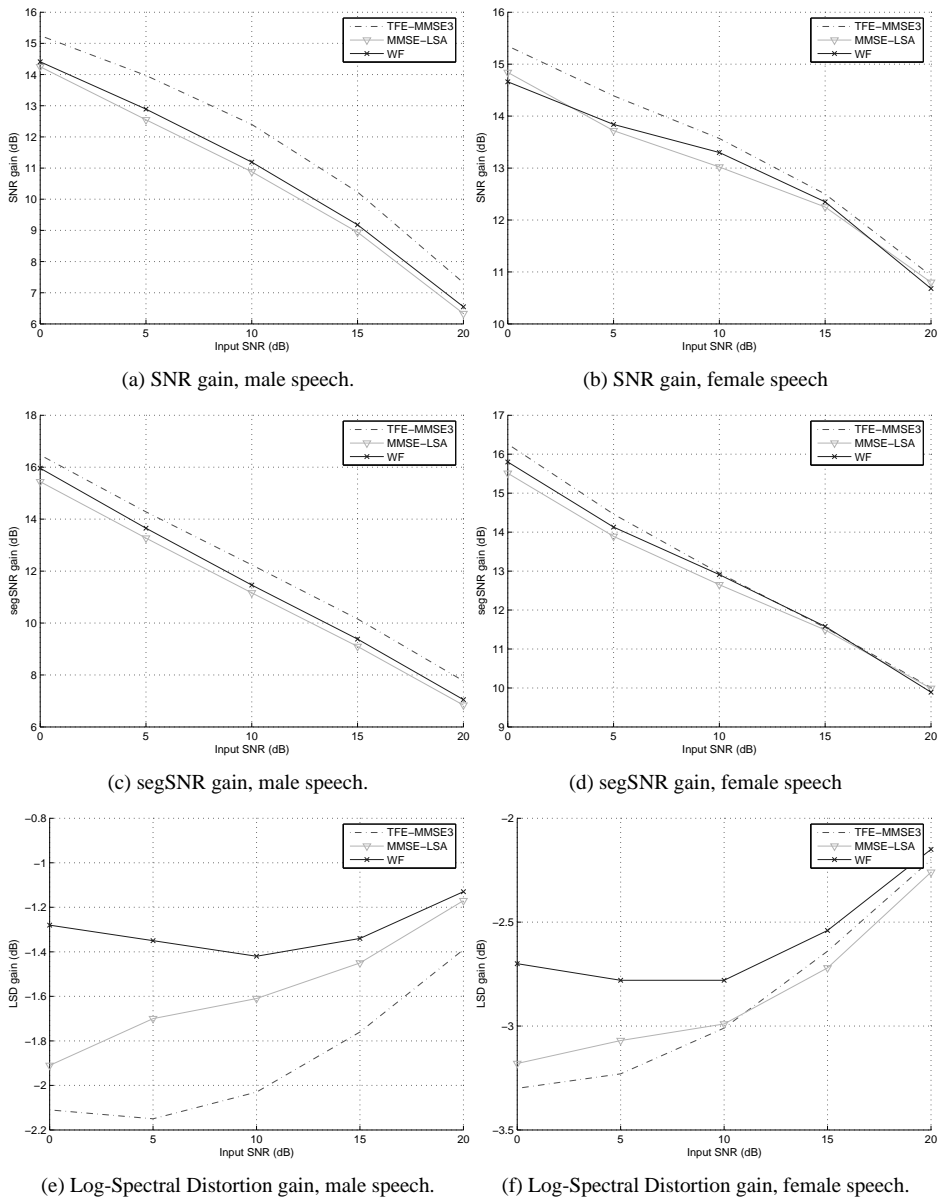 16
15
14
13
12
11
10
9
8
7
6
0
5
10
15
20
SNR gain (dB)
Input SNR (dB)
TFE−MMSE3
MMSE−LSA
WF
(a) SNR gain, male speech.
16
15
14
13
12
11
10
0
5
10
15
20
SNR gain (dB)
Input SNR (dB)
TFE−MMSE3
MMSE−LSA
WF
(b) SNR gain, female speech
18
16
14
12
10
8
6
0
5
10
15
20
segSNR gain (dB)
Input SNR (dB)
TFE−MMSE3
MMSE−LSA
WF
(c) segSNR gain, male speech.
17
16
15
14
13
12
11
10
9
0
5
10
15
20
segSNR gain (dB)
Input SNR (dB)
TFE−MMSE3
MMSE−LSA
WF
(d) segSNR gain, female speech
−0.8
−1
−1.2
−1.4
−1.6
−1.8
−2
−2.2
0
5
10
15
20
LSD gain (dB)
Input SNR (dB)
TFE−MMSE3
MMSE−LSA
WF
(e) Log-Spectral Distortion gain, male speech.
−2
−2.5
−3
−3.5
0
5
10
15
20
LSD gain (dB)
Input SNR (dB)
TFE−MMSE3
MMSE−LSA
WF
(f) Log-Spectral Distortion gain, female speech.